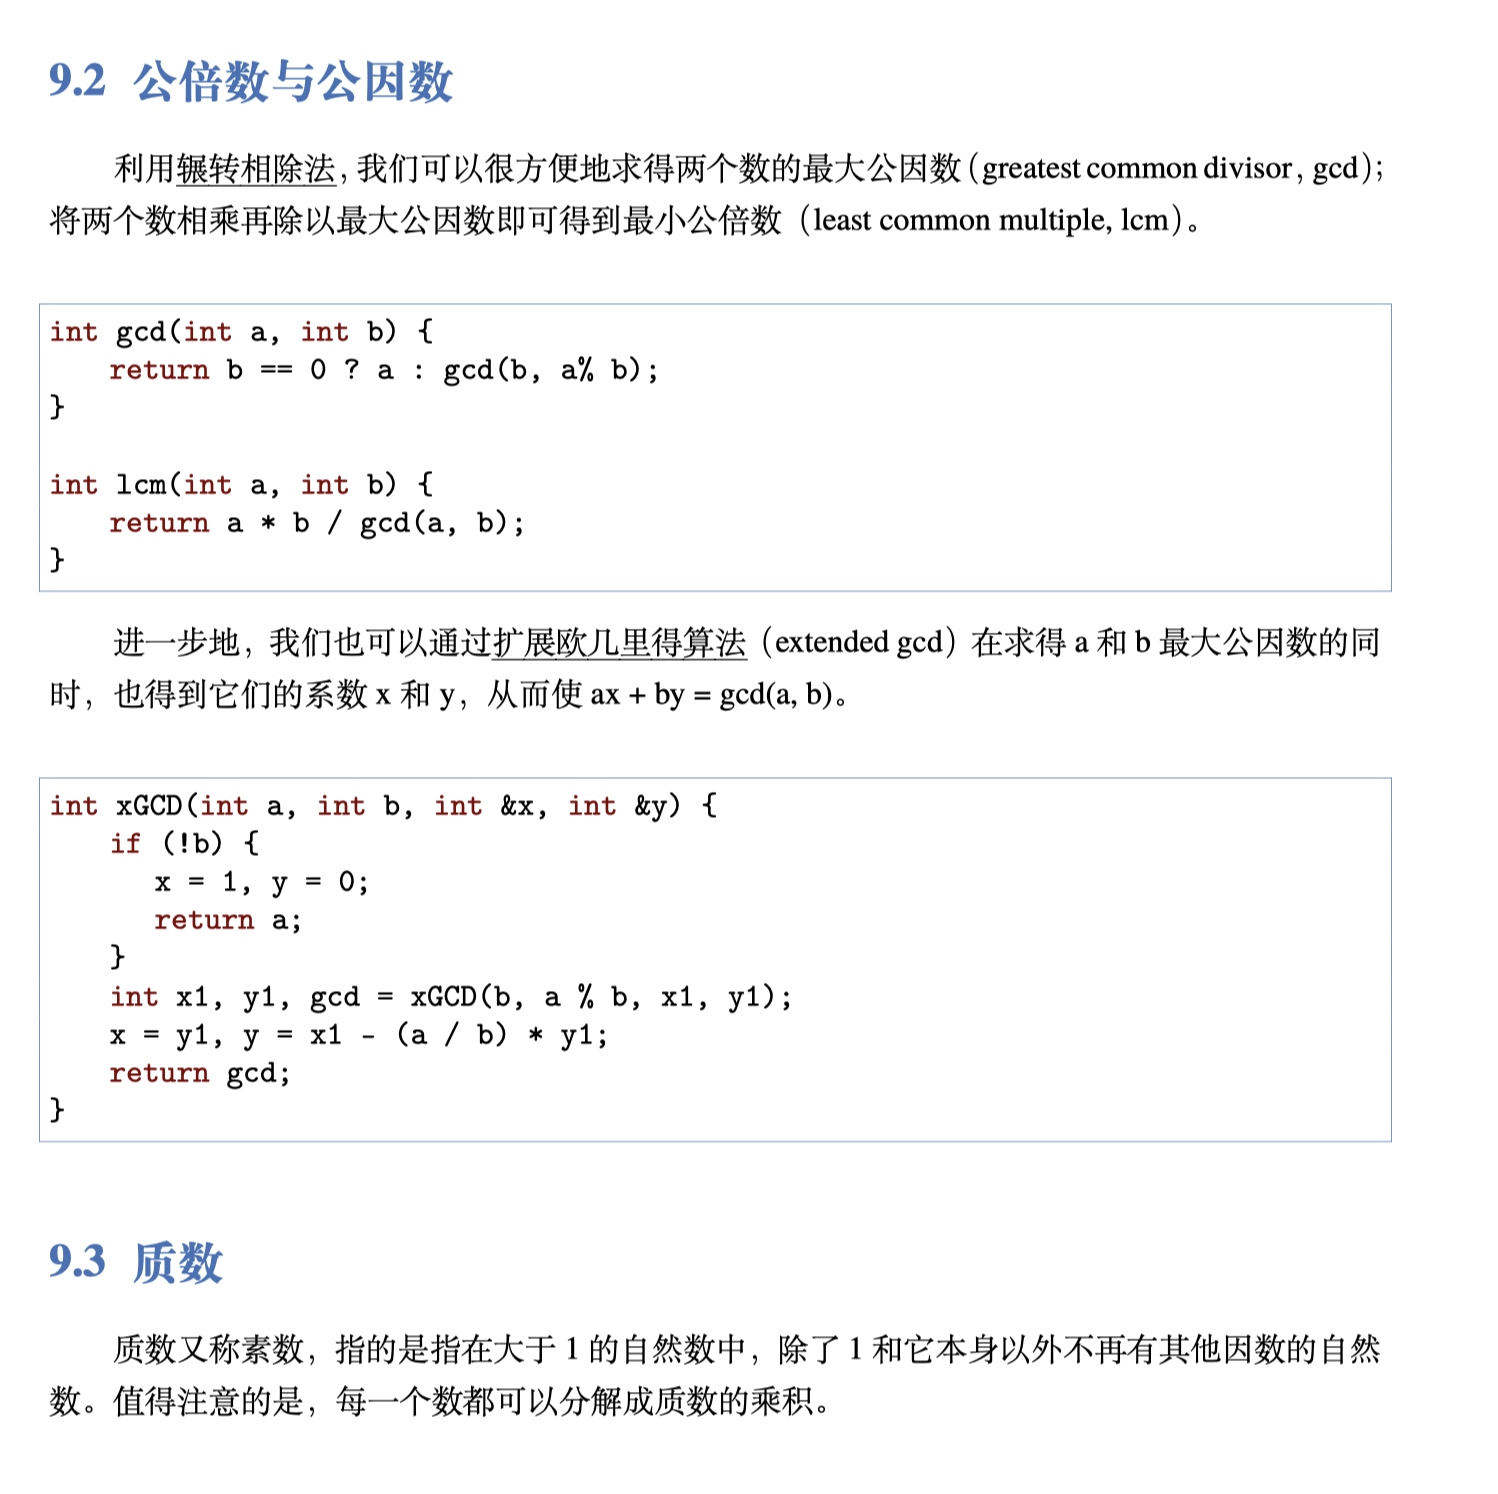 9.2 公倍数与公因数
利用辗转相除法,我们可以很方便地求得两个数的最大公因数(greatest common divisor, gcd);
将两个数相乘再除以最大公因数即可得到最小公倍数（least common multiple, lcm）。
int gcd(int a, int b) {
    return b == 0 ? a : gcd(b, a% b);
}
int lcm(int a, int b) {
    return a * b / gcd(a, b);
}
进一步地，我们也可以通过扩展欧几里得算法（extended gcd）在求得 a 和 b 最大公因数的同
时，也得到它们的系数 x 和 y，从而使 ax + by = gcd(a, b)。
int xGCD(int a, int b, int &x, int &y) {
    if (!b) {
       x = 1, y = 0;
       return a;
    }
    int x1, y1, gcd = xGCD(b, a % b, x1, y1);
    x = y1, y = x1 - (a / b) * y1;
    return gcd;
}
9.3 质数
质数又称素数，指的是指在大于 1 的自然数中，除了 1 和它本身以外不再有其他因数的自然
数。值得注意的是，每一个数都可以分解成质数的乘积。